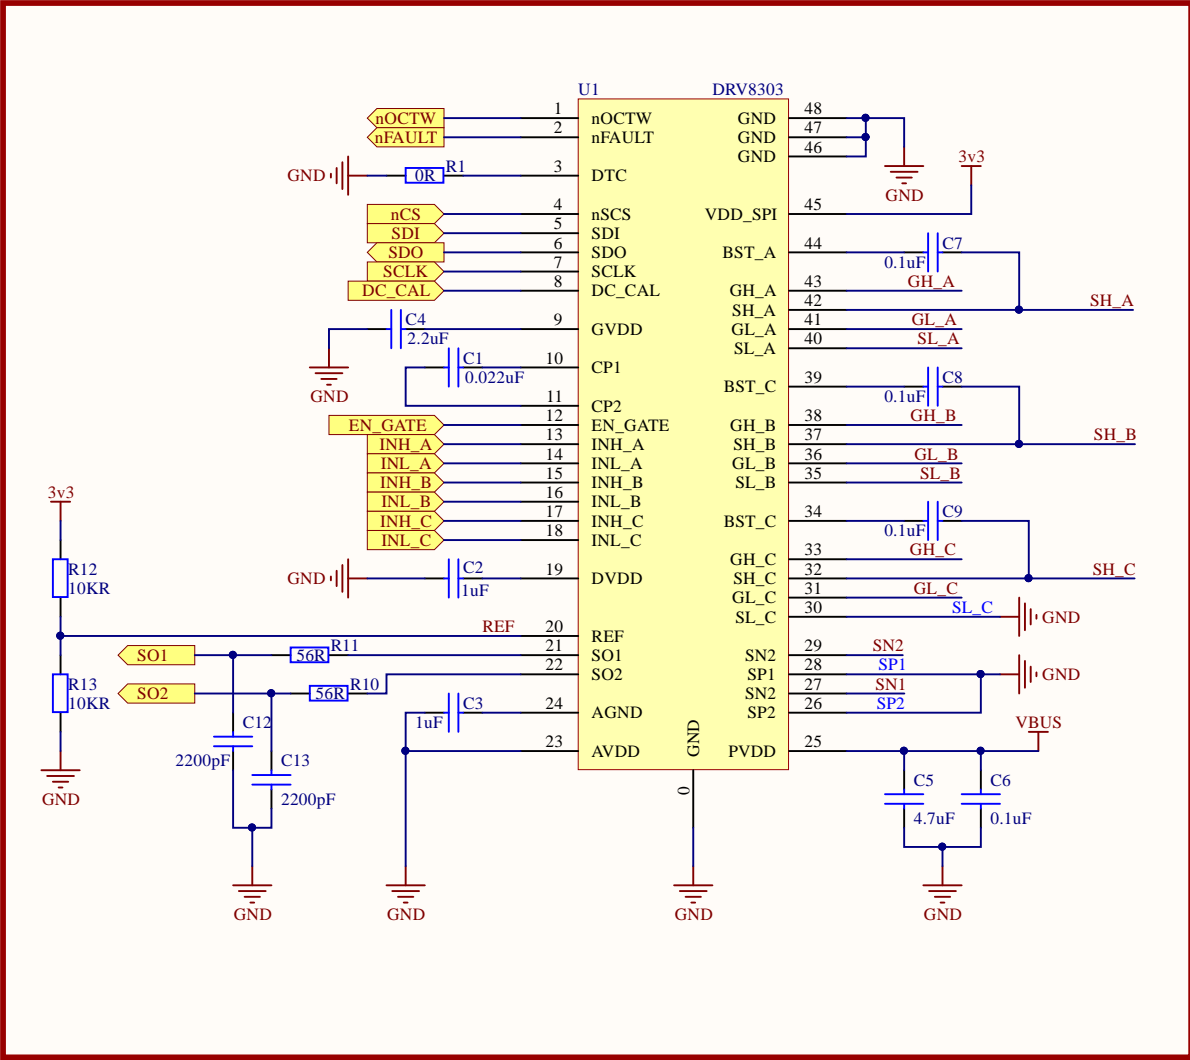 U1 DRV8303
nOCTW 1 nOCTW GND 48
nFAULT 2 nFAULT GND 47
GND 46
GND
3v3
GND 0R R1 3 DTC
nCS 4 nSCS VDD_SPI 45
SDI 5 SDI
SDO 6 SDO BST_A 44 C7 0.1uF
SCLK 7 SCLK
DC_CAL 8 DC_CAL GH_A 43 GH_A
SH_A 42 SH_A
C4 2.2uF 9 GVDD GL_A 41 GL_A
SL_A 40 SL_A
GND
C1 0.022uF 10 CP1
BST_C 39 C8 0.1uF
11 CP2
EN_GATE 12 EN_GATE GH_B 38 GH_B
INH_A 13 INH_A SH_B 37 SH_B
INL_A 14 INL_A GL_B 36 GL_B
INH_B 15 INH_B SL_B 35 SL_B
INL_B 16 INL_B
INH_C 17 INH_C BST_C 34 C9 0.1uF
INL_C 18 INL_C
GH_C 33 GH_C
GND C2 1uF 19 DVDD SH_C 32 SH_C
GL_C 31 GL_C
SL_C 30 SL_C GND
3v3
R12
10KR
REF 20 REF
SO1 56R R11 21 SO1 SN2 29 SN2
22 SO2 SP1 28 SP1 GND
SO2 56R R10 SN2 27 SN1
R13
10KR
C3 1uF 24 AGND SP2 26 SP2
C12
2200pF
23 AVDD PVDD 25 VBUS
GND
C13
2200pF
GND
0
C5
4.7uF
C6
0.1uF
GND
GND
GND
GND
GND